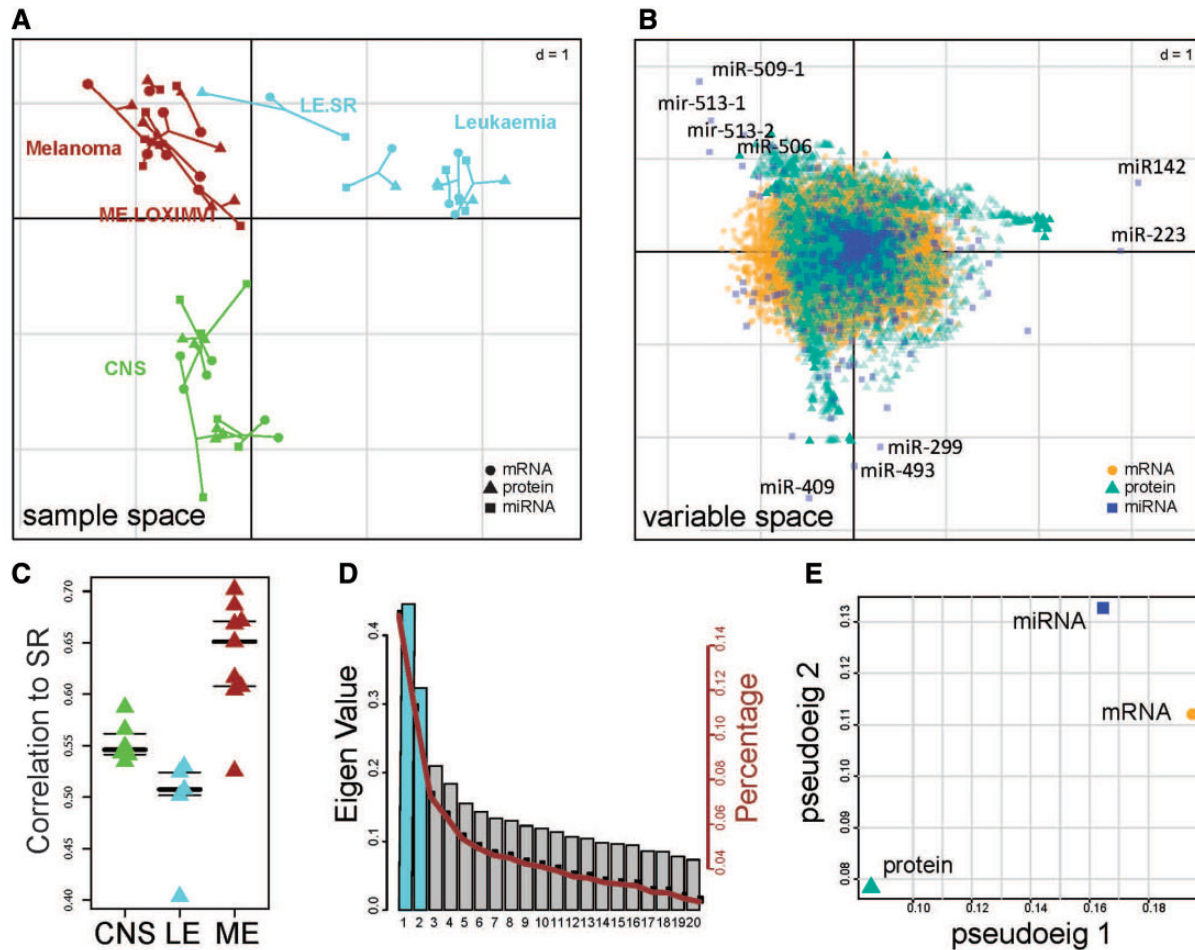 A
d = 1
LE.SR
Leukaemia
Melanoma
ME.LOXIMVI
CNS
mRNA
protein
miRNA
sample space
B
d = 1
miR-509-1
mir-513-1
mir-513-2
miR-506
miR142
miR-223
miR-299
miR-493
miR-409
mRNA
protein
miRNA
variable space
C
Correlation to SR
0.70
0.65
0.60
0.55
0.50
0.45
0.40
CNS LE ME
D
Eigen Value
0.4
0.3
0.2
0.1
0.0
1 2 3 4 5 6 7 8 9 10 11 12 13 14 15 16 17 18 19 20
0.14
0.12
0.10
0.08
0.06
0.04
Percentage
E
pseudoeig 2
0.13
0.12
0.11
0.10
0.09
0.08
miRNA
mRNA
protein
0.10 0.12 0.14 0.16 0.18
pseudoeig 1